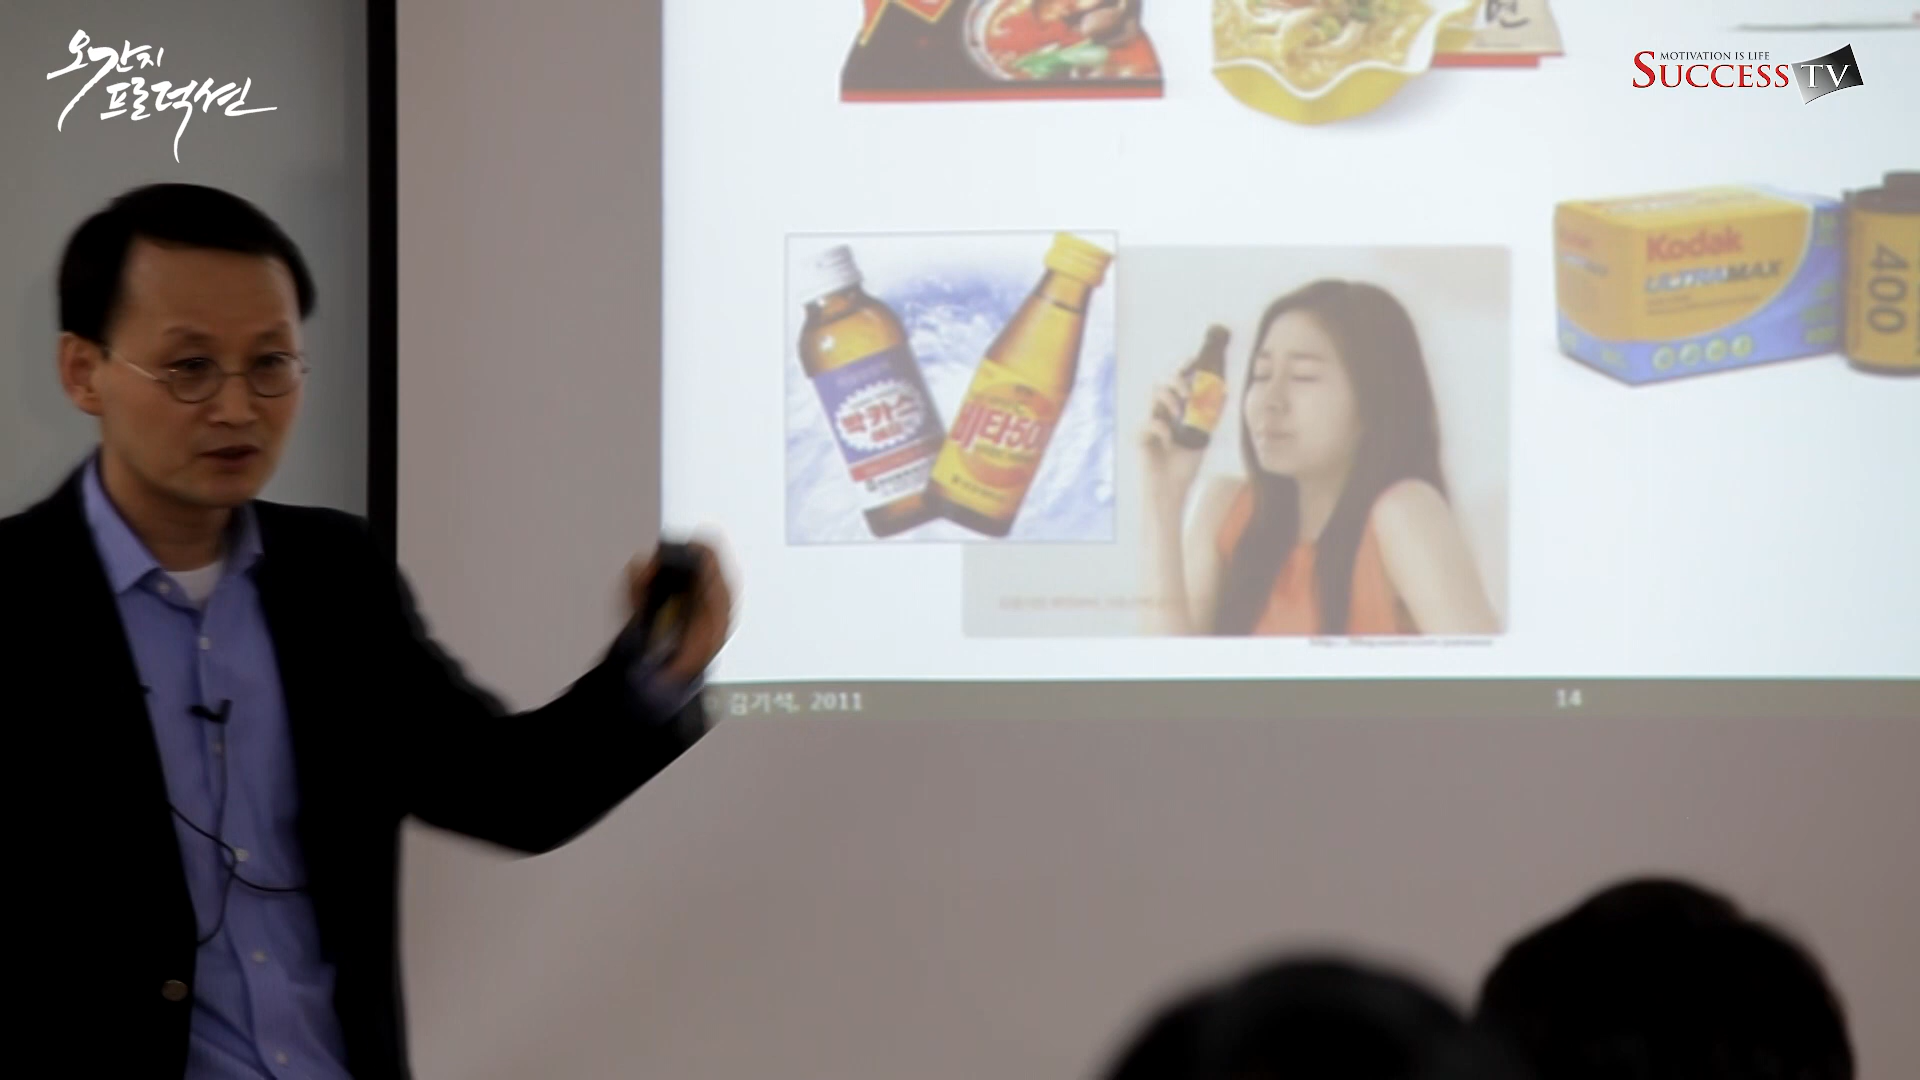 오간지
프로덕션
MOTIVATION IS LIFE
SUCCESS TV
면
Kodak
ULTRAMAX
400
박카스
비타500
© 김기석, 2011
14